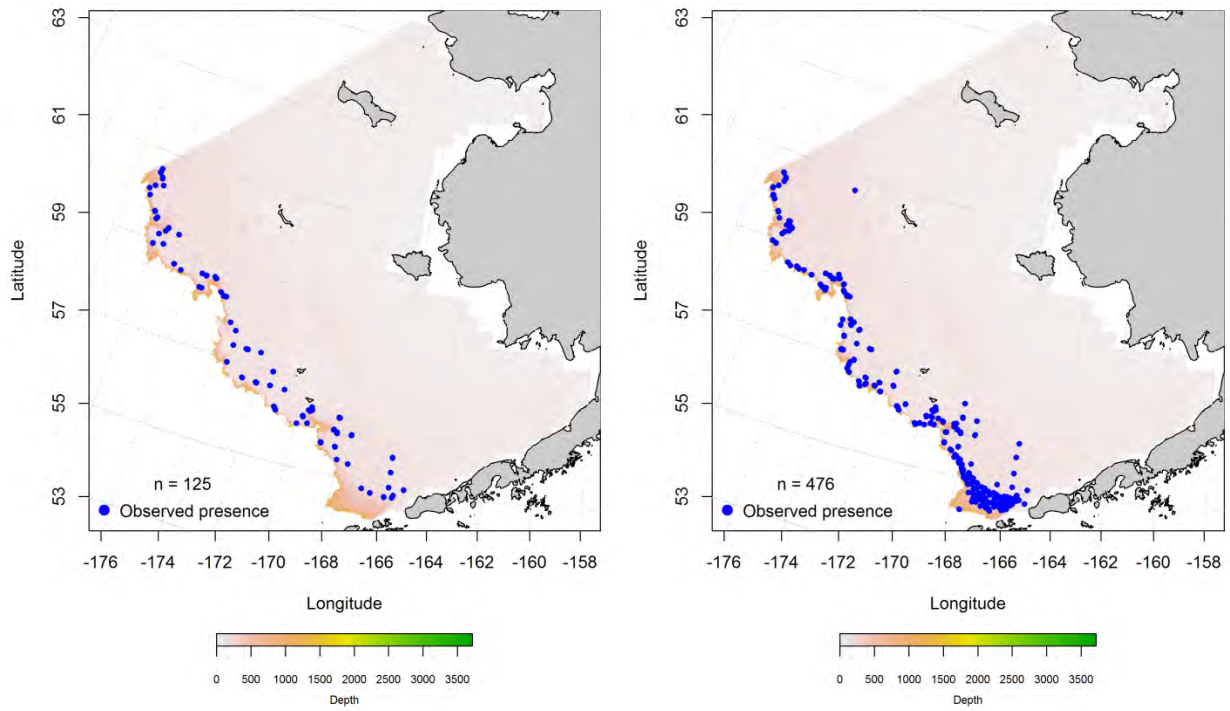 63
61
59
57
55
53
Latitude
n = 125
Observed presence
-176 -174 -172 -170 -168 -166 -164 -162 -160 -158
Longitude
0 500 1000 1500 2000 2500 3000 3500
Depth
63
61
59
57
55
53
Latitude
n = 476
Observed presence
-176 -174 -172 -170 -168 -166 -164 -162 -160 -158
Longitude
0 500 1000 1500 2000 2500 3000 3500
Depth